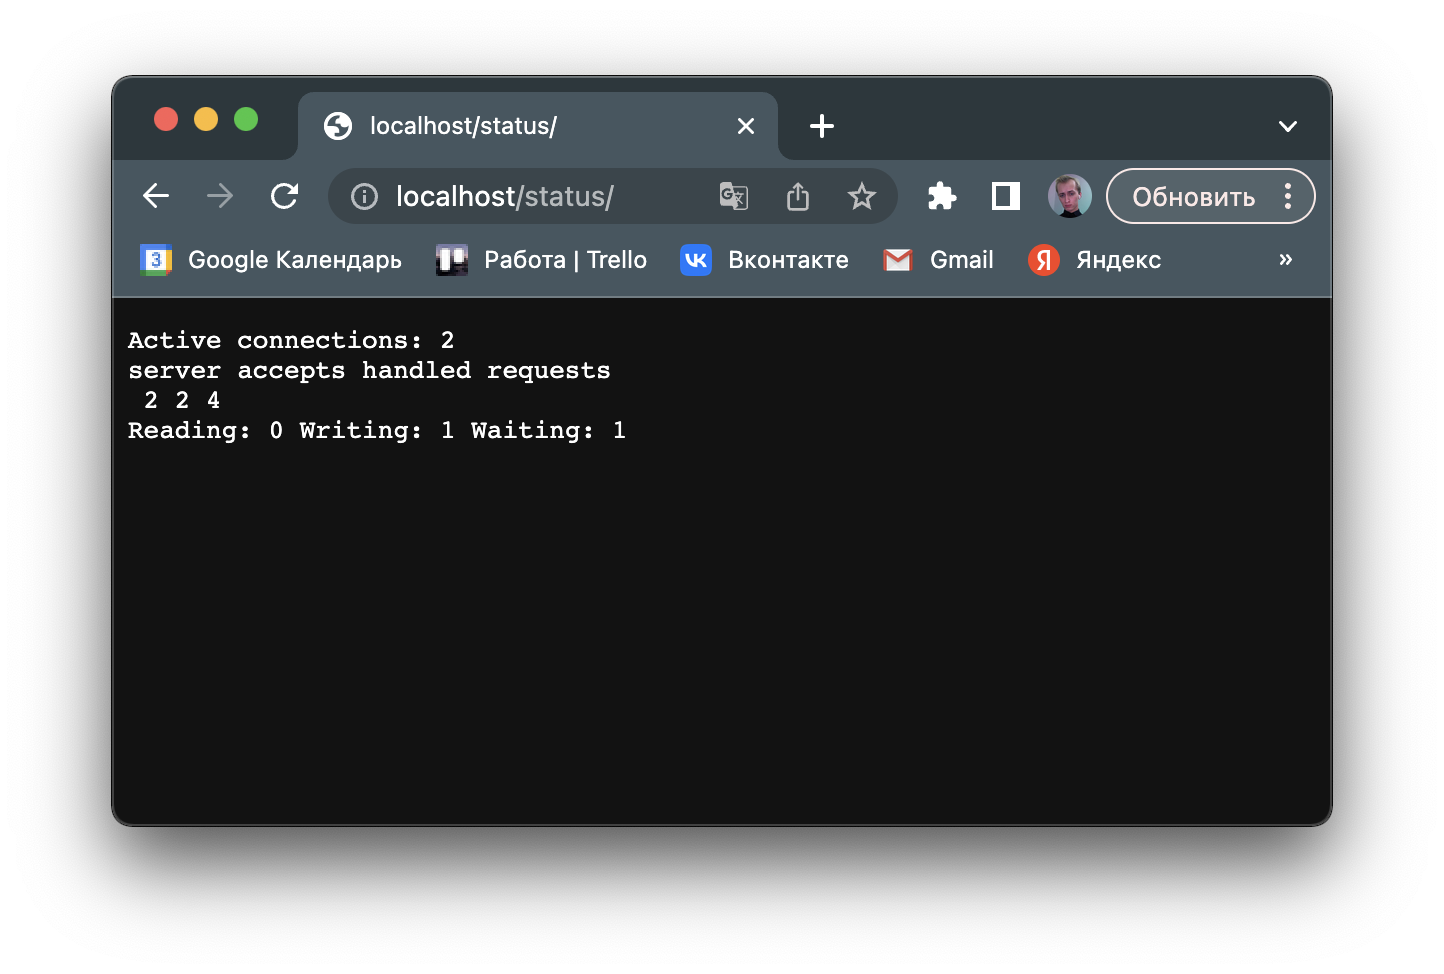 localhost/status/
localhost/status/
Обновить
3 Google Календарь Работа | Trello Вконтакте Gmail Я Яндекс »
Active connections: 2
server accepts handled requests
2 2 4
Reading: 0 Writing: 1 Waiting: 1